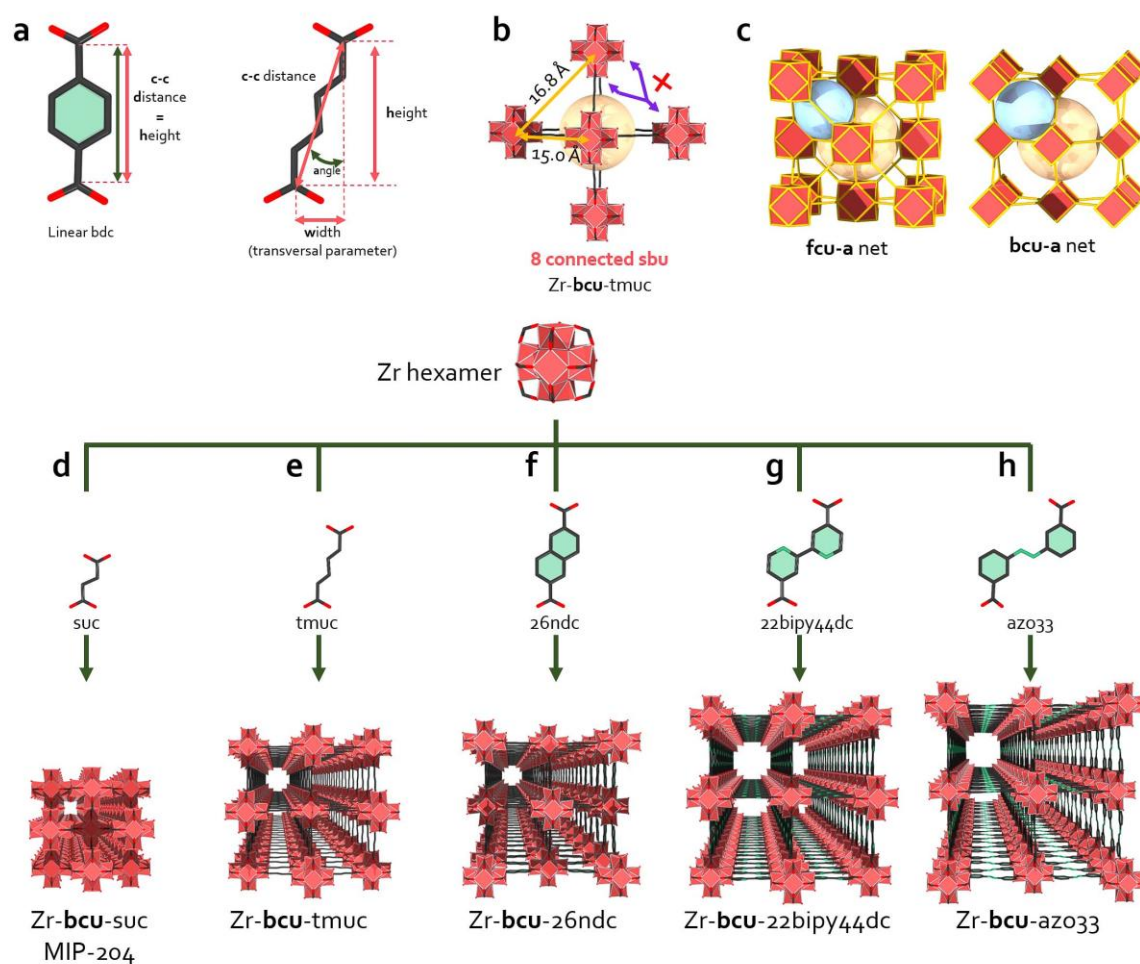 a
c-c
distance
=
height
Linear bdc
c-c distance
height
angle
width
(transversal parameter)
b
16.8 Å
15.0 Å
8 connected sbu
Zr-bcu-tmuc
c
fcu-a net
bcu-a net
Zr hexamer
d
e
f
g
h
suc
tmuc
26ndc
22bipy44dc
azo33
Zr-bcu-suc
MIP-204
Zr-bcu-tmuc
Zr-bcu-26ndc
Zr-bcu-22bipy44dc
Zr-bcu-azo33